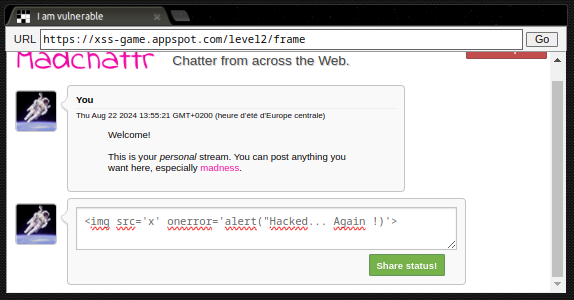 I am vulnerable
URL https://xss-game.appspot.com/level2/frame Go
Madchattr Chatter from across the Web.
You
Thu Aug 22 2024 13:55:21 GMT+0200 (heure d'été d'Europe centrale)
Welcome!
This is your personal stream. You can post anything you
want here, especially madness.
<img src='x' onerror='alert("Hacked... Again !)'>
Share status!